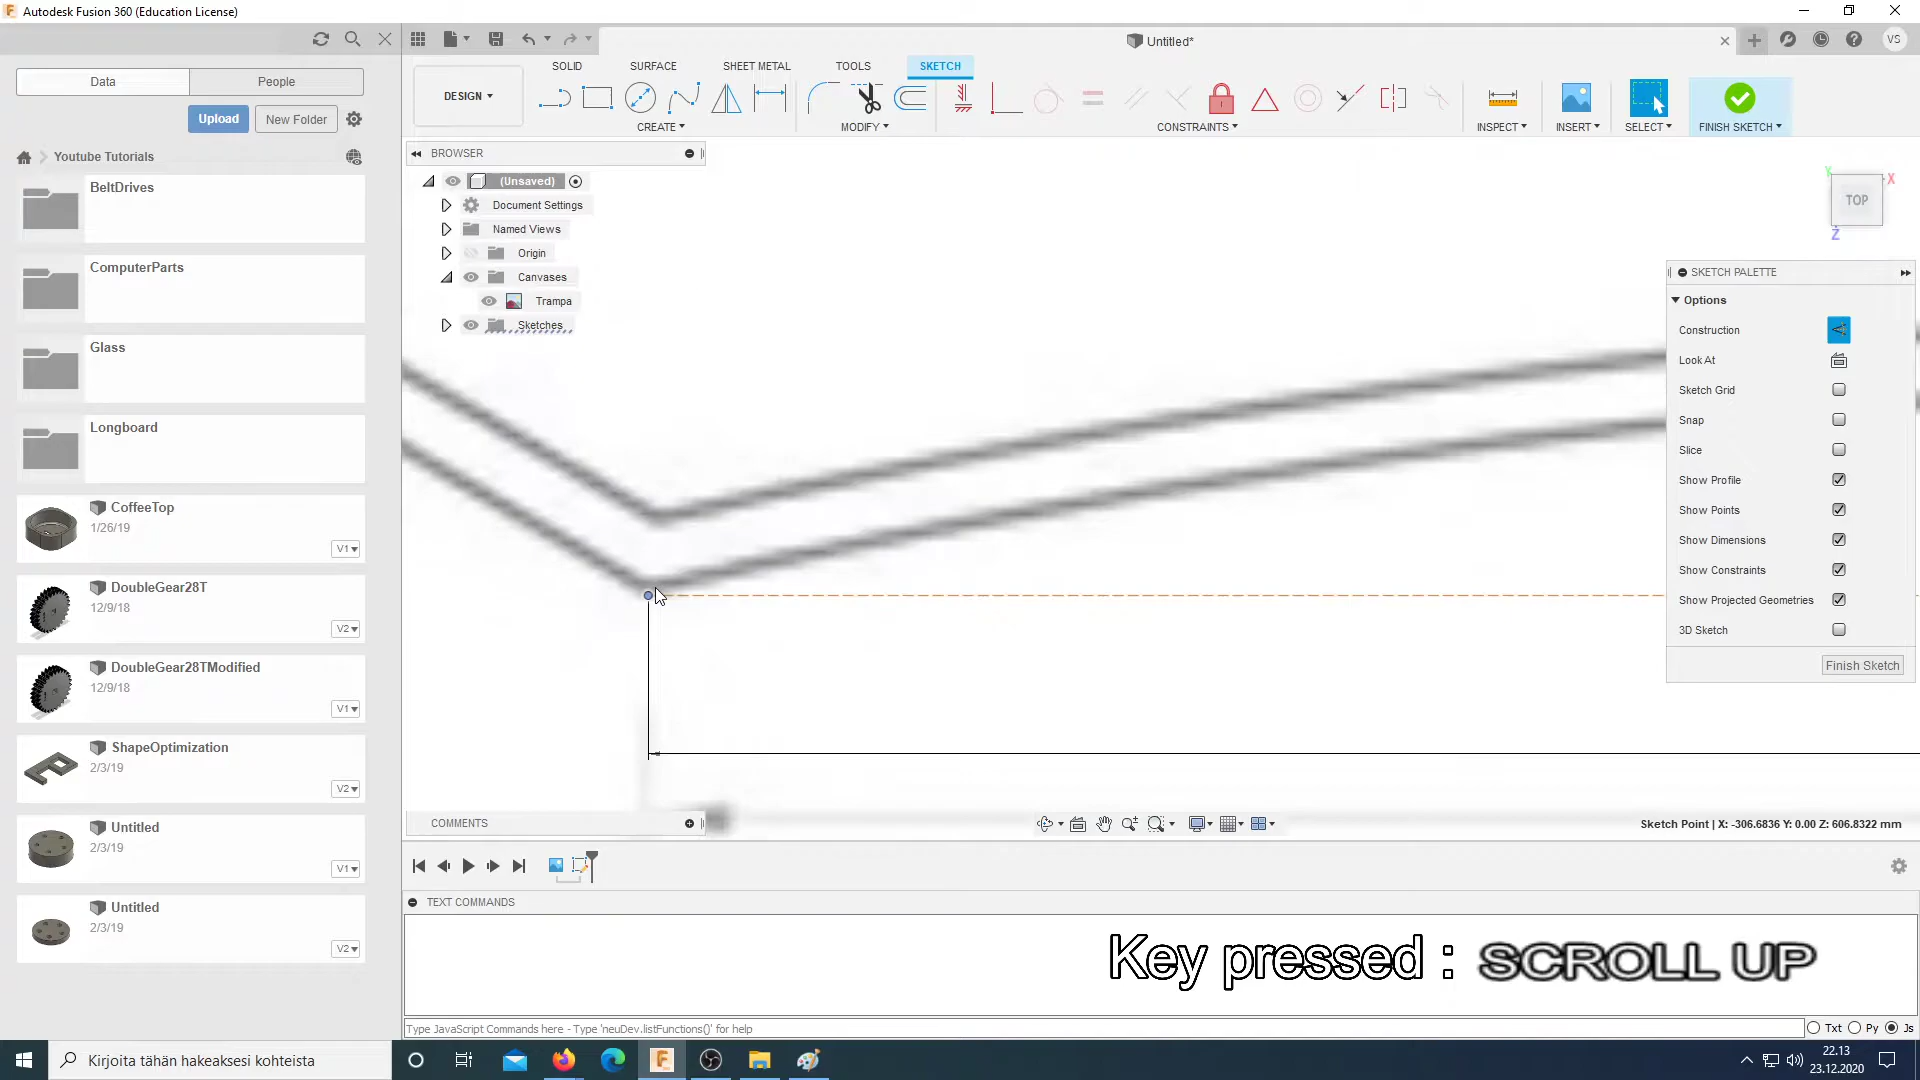 Autodesk Fusion 360 (Education License)
Untitled*
VS
Data
People
Upload
New Folder
Youtube Tutorials
BeltDrives
ComputerParts
Glass
Longboard
CoffeeTop
1/26/19
V1
DoubleGear28T
12/9/18
V2
DoubleGear28TModified
12/9/18
V1
ShapeOptimization
2/3/19
V2
Untitled
2/3/19
V1
Untitled
2/3/19
V2
SOLID
SURFACE
SHEET METAL
TOOLS
SKETCH
DESIGN
CREATE
MODIFY
CONSTRAINTS
INSPECT
INSERT
SELECT
FINISH SKETCH
BROWSER
(Unsaved)
Document Settings
Named Views
Origin
Canvases
Trampa
Sketches
Y
X
TOP
Z
SKETCH PALETTE
Options
Construction
Look At
Sketch Grid
Snap
Slice
Show Profile
Show Points
Show Dimensions
Show Constraints
Show Projected Geometries
3D Sketch
Finish Sketch
COMMENTS
Sketch Point | X: -306.6836 Y: 0.00 Z: 606.8322 mm
TEXT COMMANDS
Key pressed : SCROLL UP
Type JavaScript Commands here - Type 'neuDev.listFunctions()' for help
Txt
Py
Js
Kirjoita tähän hakeaksesi kohteista
22.13
23.12.2020